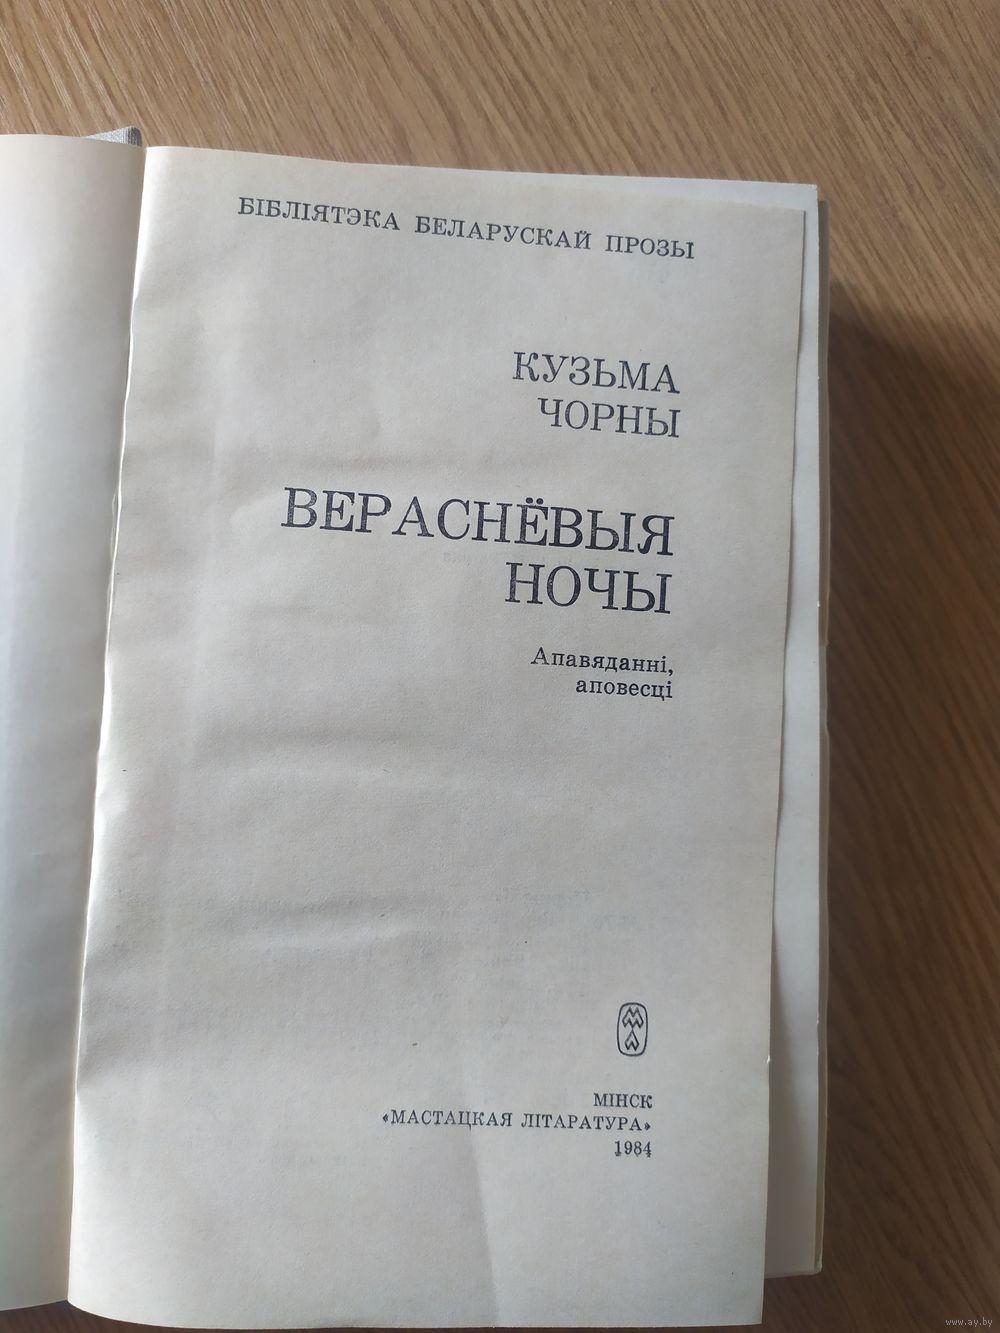 БІБЛІЯТЭКА БЕЛАРУСКАЙ ПРОЗЫ
КУЗЬМА
ЧОРНЫ
ВЕРАСНЁВЫЯ
НОЧЫ
Апавяданні,
аповесці
МІНСК
«МАСТАЦКАЯ ЛІТАРАТУРА»
1984
www.ay.by